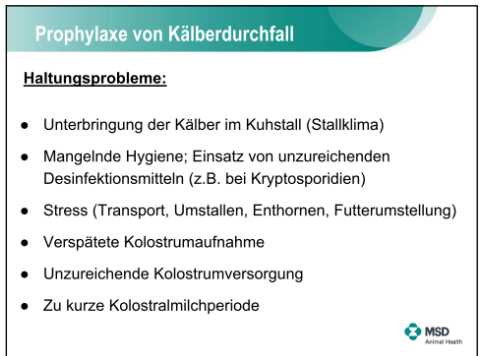 Prophylaxe von Kälberdurchfall
Haltungsprobleme:
● Unterbringung der Kälber im Kuhstall (Stallklima)
● Mangelnde Hygiene; Einsatz von unzureichenden
Desinfektionsmitteln (z.B. bei Kryptosporidien)
● Stress (Transport, Umstallen, Enthornen, Futterumstellung)
● Verspätete Kolostrumaufnahme
● Unzureichende Kolostrumversorgung
● Zu kurze Kolostralmilchperiode
MSD
Animal Health